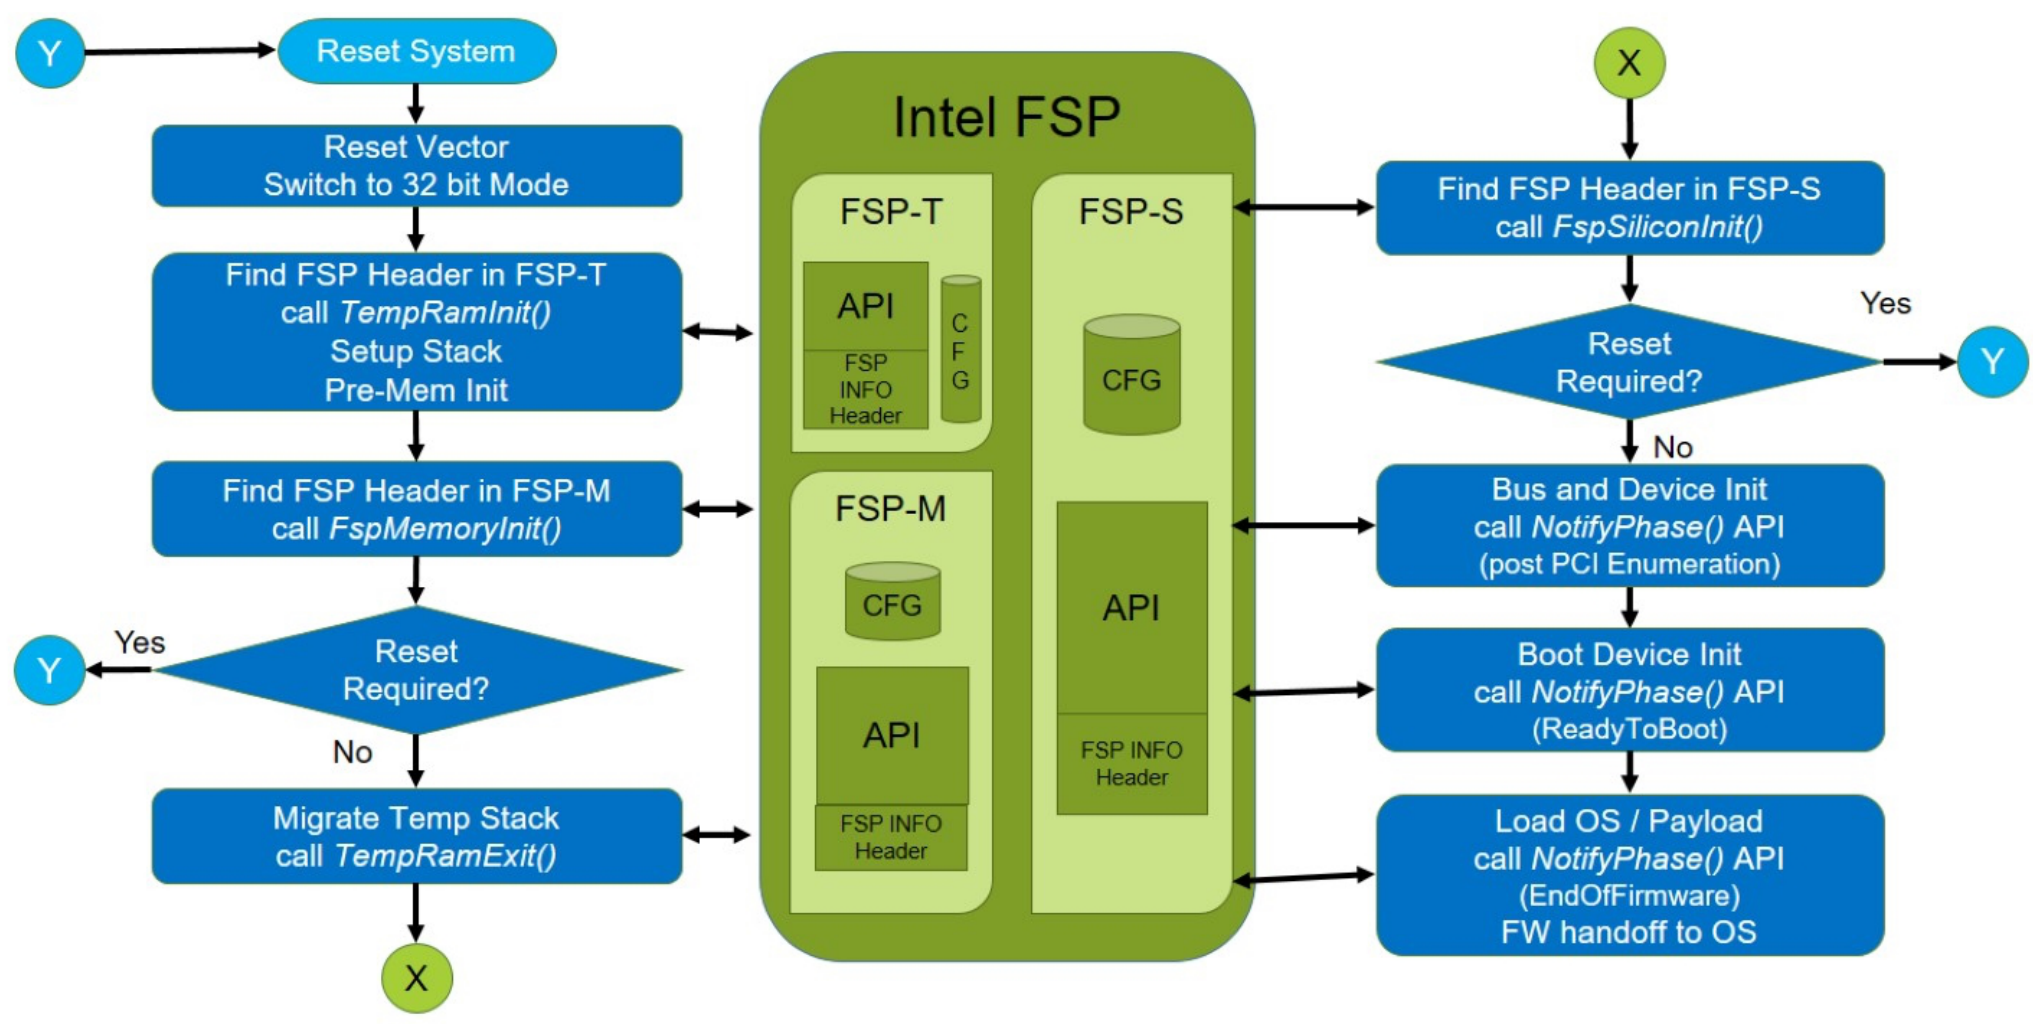 Y
Reset System
Reset Vector
Switch to 32 bit Mode
Find FSP Header in FSP-T
call TempRamInit()
Setup Stack
Pre-Mem Init
Find FSP Header in FSP-M
call FspMemoryInit()
Reset
Required?
Yes
Y
No
Migrate Temp Stack
call TempRamExit()
X
Intel FSP
FSP-T
API
FSP
INFO
Header
C
F
G
FSP-M
CFG
API
FSP INFO
Header
FSP-S
CFG
API
FSP INFO
Header
X
Find FSP Header in FSP-S
call FspSiliconInit()
Reset
Required?
Yes
Y
No
Bus and Device Init
call NotifyPhase() API
(post PCI Enumeration)
Boot Device Init
call NotifyPhase() API
(ReadyToBoot)
Load OS / Payload
call NotifyPhase() API
(EndOfFirmware)
FW handoff to OS